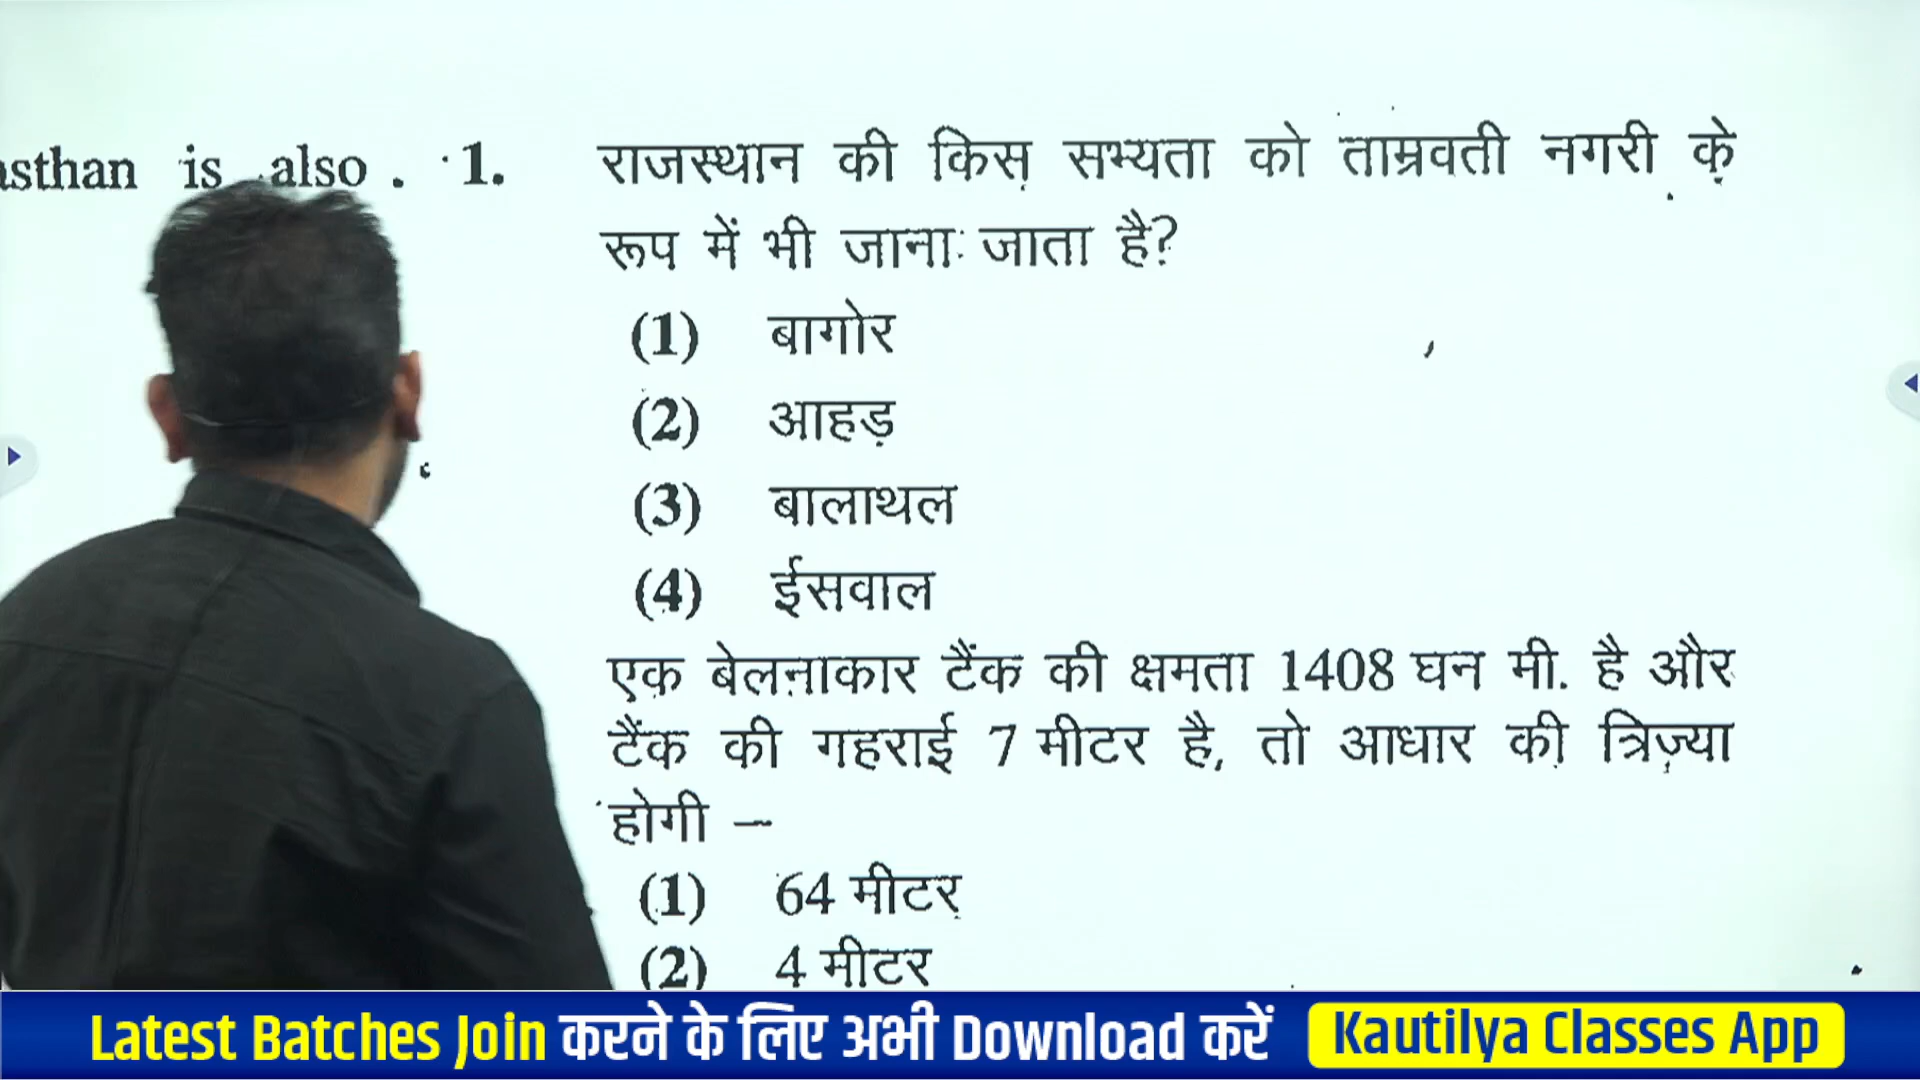 is also . 1. राजस्थान की किस सभ्यता को ताम्रवती नगरी के
रूप में भी जाना जाता है?
(1) बागोर
(2) आहड़
(3) बालाथल
(4) ईसवाल
एक बेलनाकार टैंक की क्षमता 1408 घन मी. है और
टैंक की गहराई 7 मीटर है, तो आधार की त्रिज्या
होगी –
(1) 64 मीटर
(2) 4 मीटर
Latest Batches Join करने के लिए अभी Download करें Kautilya Classes App